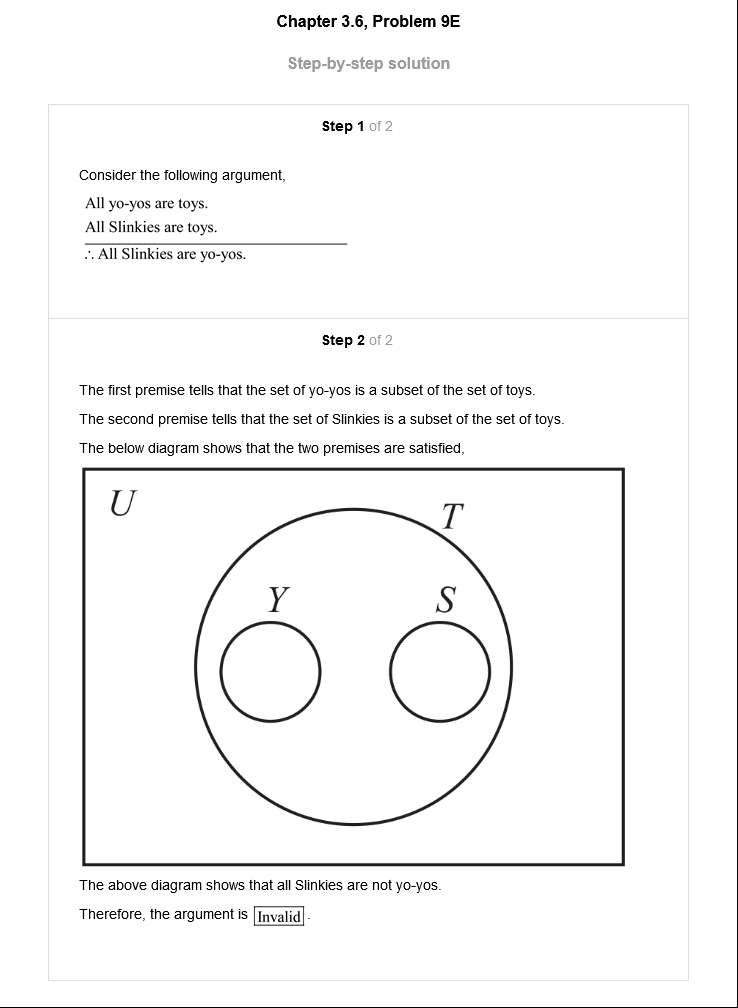 Chapter 3.6, Problem 9E
Step-by-step solution
Step 1 of 2
Consider the following argument,
All yo-yos are toys.
All Slinkies are toys.
∴ All Slinkies are yo-yos.
Step 2 of 2
The first premise tells that the set of yo-yos is a subset of the set of toys.
The second premise tells that the set of Slinkies is a subset of the set of toys.
The below diagram shows that the two premises are satisfied,
U
T
Y
S
The above diagram shows that all Slinkies are not yo-yos.
Therefore, the argument is Invalid.